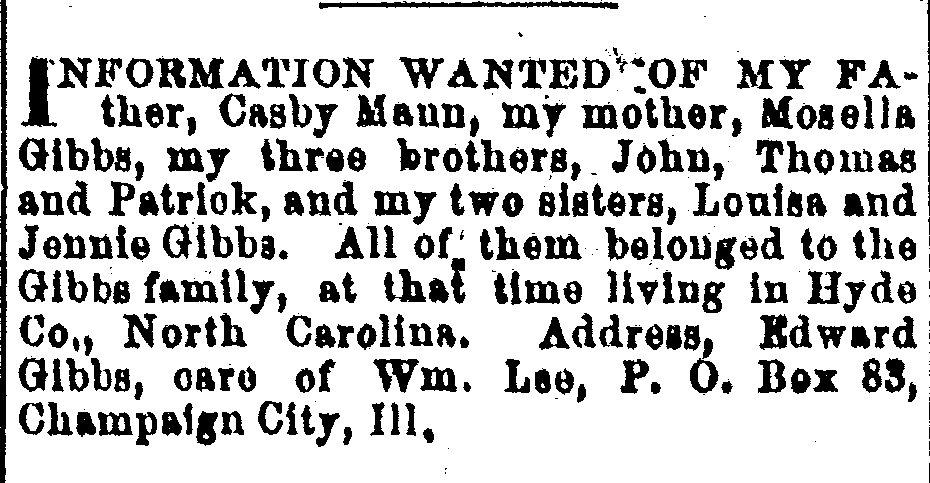 INFORMATION WANTED OF MY FA-
ther, Casby Mann, my mother, Mosella
Gibbs, my three brothers, John, Thomas
and Patrick, and my two sisters, Louisa and
Jennie Gibbs. All of them belonged to the
Gibbs family, at that time living in Hyde
Co., North Carolina. Address, Edward
Gibbs, care of Wm. Lee, P. O. Box 83,
Champaign City, Ill.